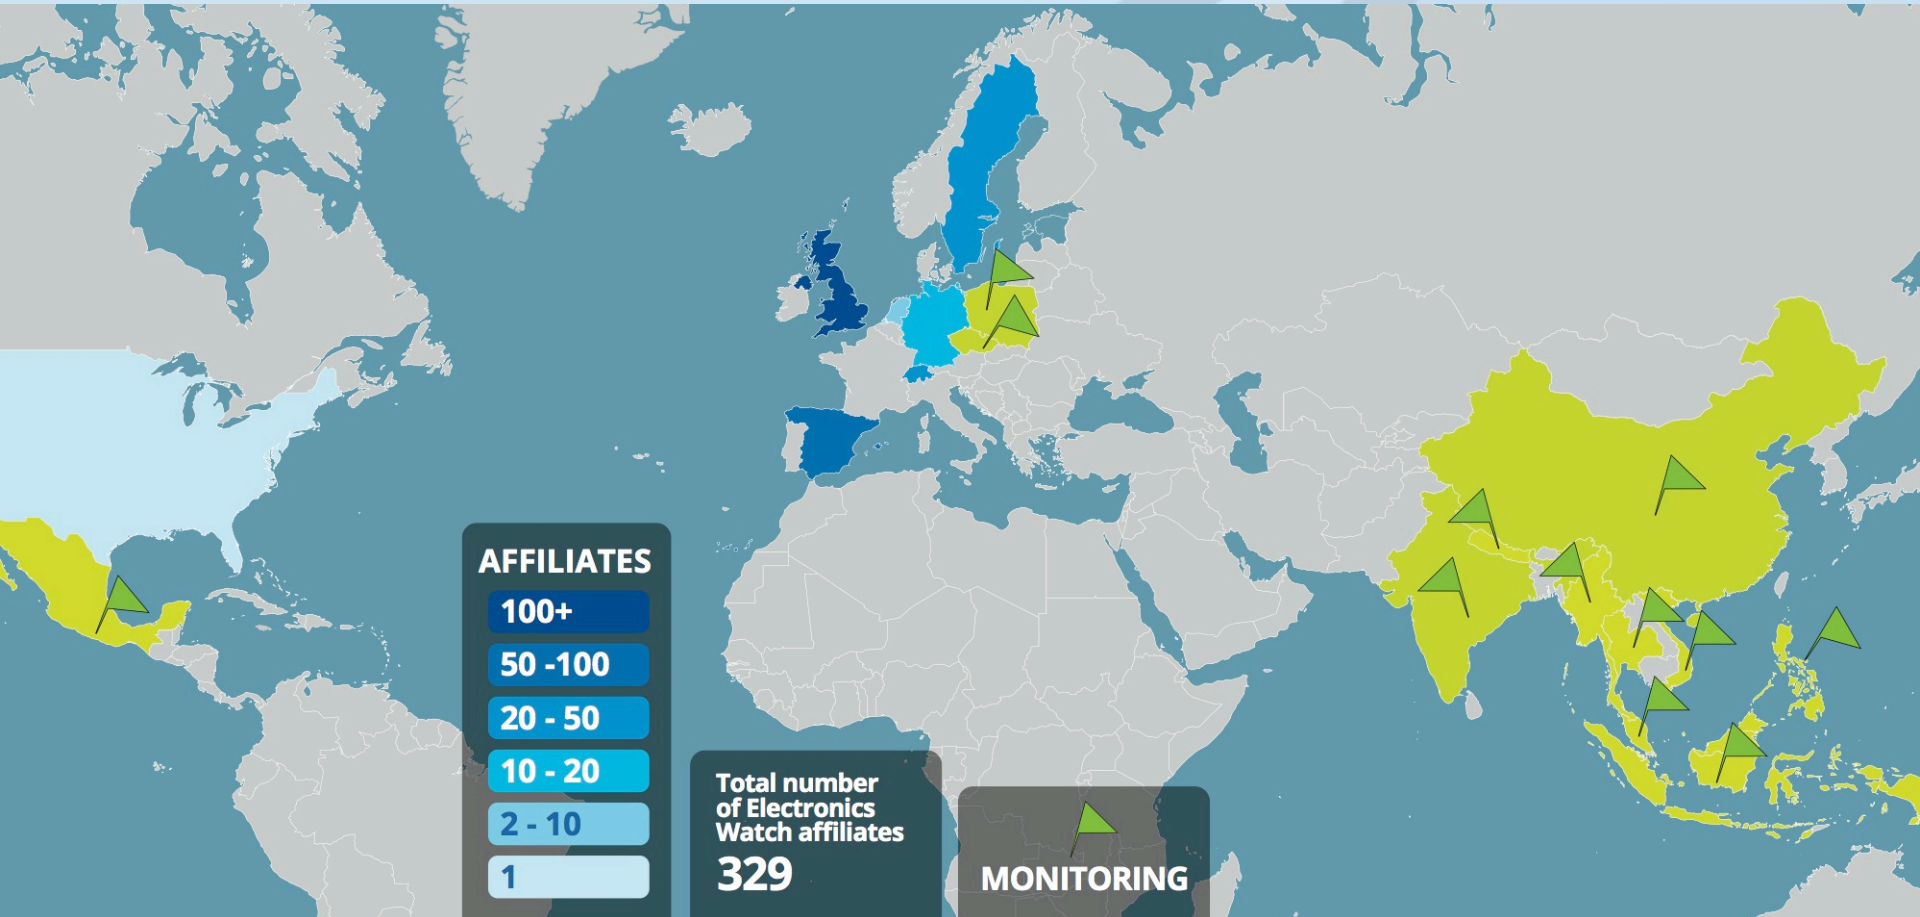 AFFILIATES
100+
50 -100
20 - 50
10 - 20
2 - 10
1
Total number
of Electronics
Watch affiliates
329
MONITORING